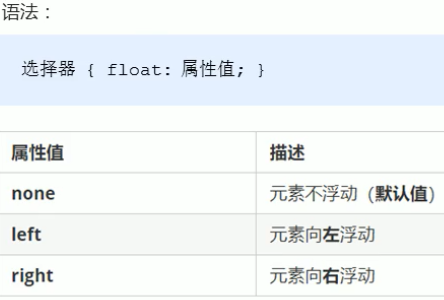 语法：
选择器 { float: 属性值; }
属性值 描述
none 元素不浮动（默认值）
left 元素向左浮动
right 元素向右浮动